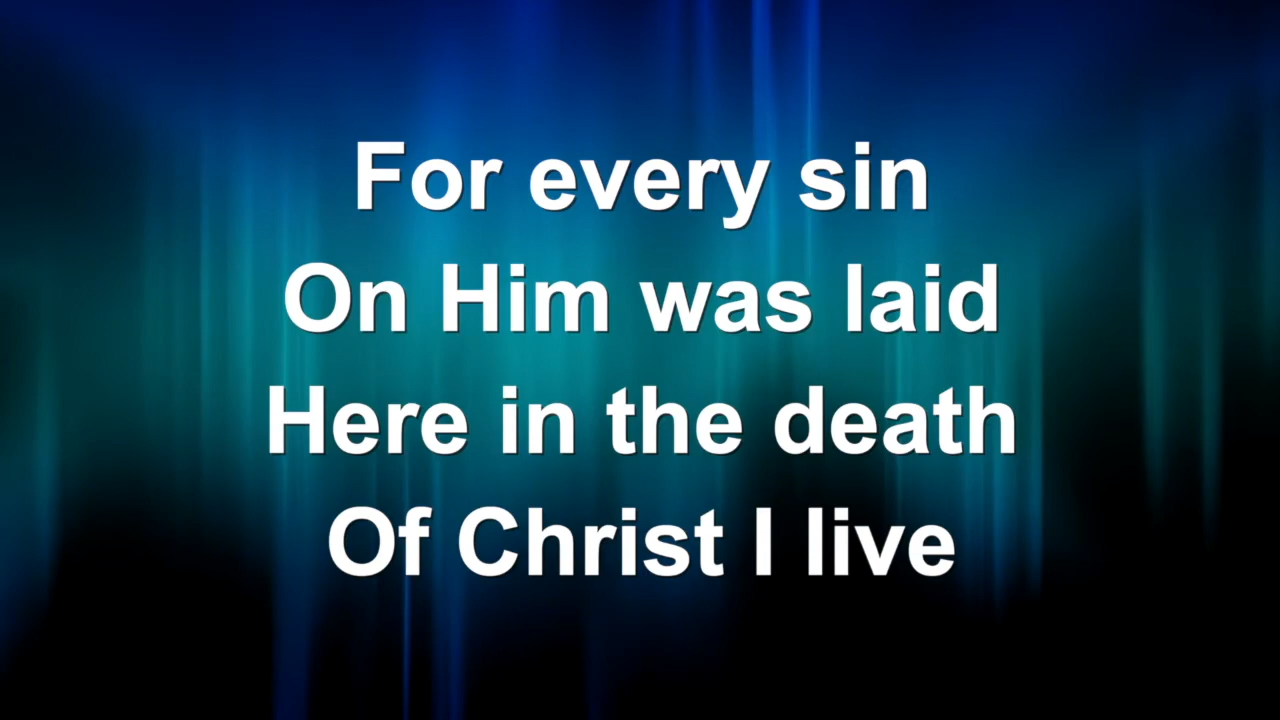 For every sin
On Him was laid
Here in the death
Of Christ I live